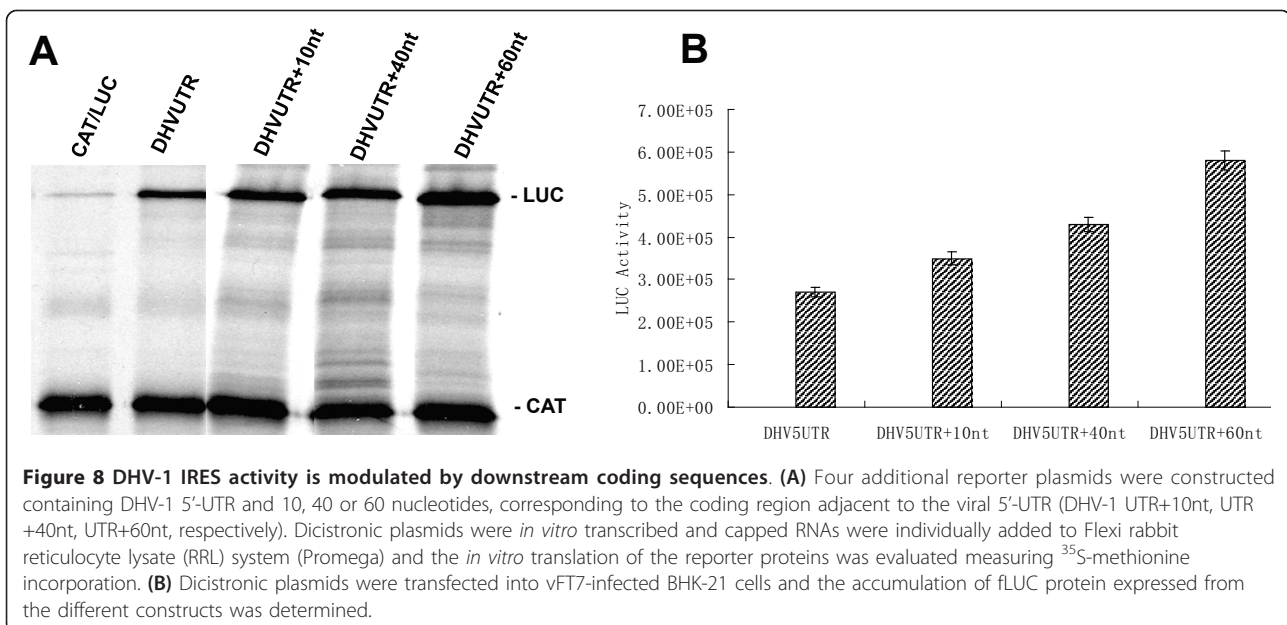 A
CAT/LUC
DHVUTR
DHVUTR+10nt
DHVUTR+40nt
DHVUTR+60nt
- LUC
- CAT
B
LUC Activity
7.00E+05
6.00E+05
5.00E+05
4.00E+05
3.00E+05
2.00E+05
1.00E+05
0.00E+00
DHV5UTR
DHV5UTR+10nt
DHV5UTR+40nt
DHV5UTR+60nt
Figure 8 DHV-1 IRES activity is modulated by downstream coding sequences. (A) Four additional reporter plasmids were constructed
containing DHV-1 5’-UTR and 10, 40 or 60 nucleotides, corresponding to the coding region adjacent to the viral 5’-UTR (DHV-1 UTR+10nt, UTR
+40nt, UTR+60nt, respectively). Dicistronic plasmids were in vitro transcribed and capped RNAs were individually added to Flexi rabbit
reticulocyte lysate (RRL) system (Promega) and the in vitro translation of the reporter proteins was evaluated measuring ³⁵S-methionine
incorporation. (B) Dicistronic plasmids were transfected into vFT7-infected BHK-21 cells and the accumulation of fLUC protein expressed from
the different constructs was determined.